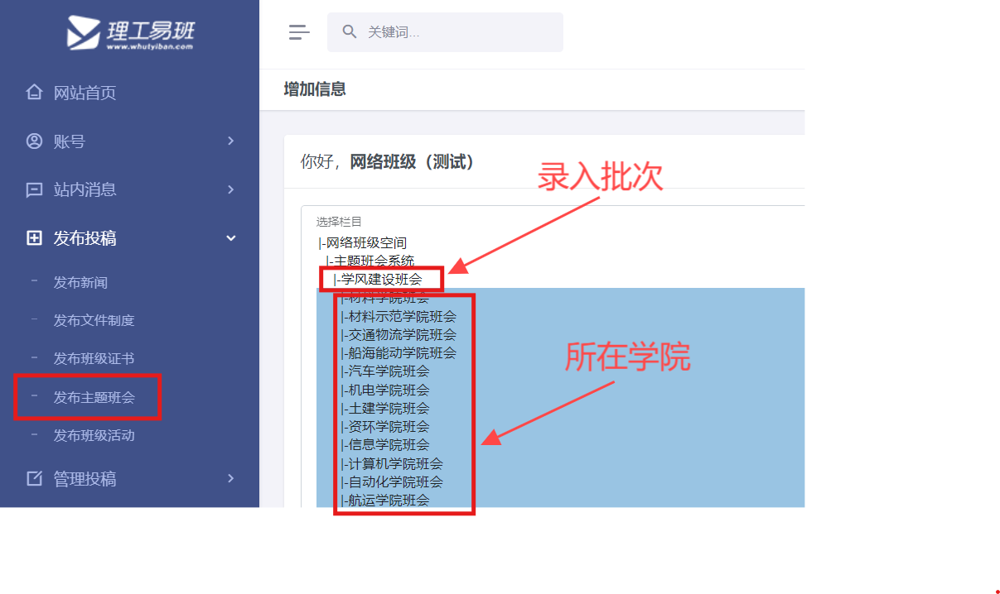 理工易班
www.whutyiban.com
关键词...
网站首页
增加信息
账号
你好，网络班级（测试）
站内消息
录入批次
发布投稿
选择栏目
|-网络班级空间
|-主题班会系统
|-学风建设班会
发布新闻
|-材料学院班会
|-材料示范学院班会
发布文件制度
|-交通物流学院班会
|-船海能动学院班会
所在学院
发布班级证书
|-汽车学院班会
|-机电学院班会
发布主题班会
|-土建学院班会
|-资环学院班会
发布班级活动
|-信息学院班会
|-计算机学院班会
管理投稿
|-自动化学院班会
|-航运学院班会